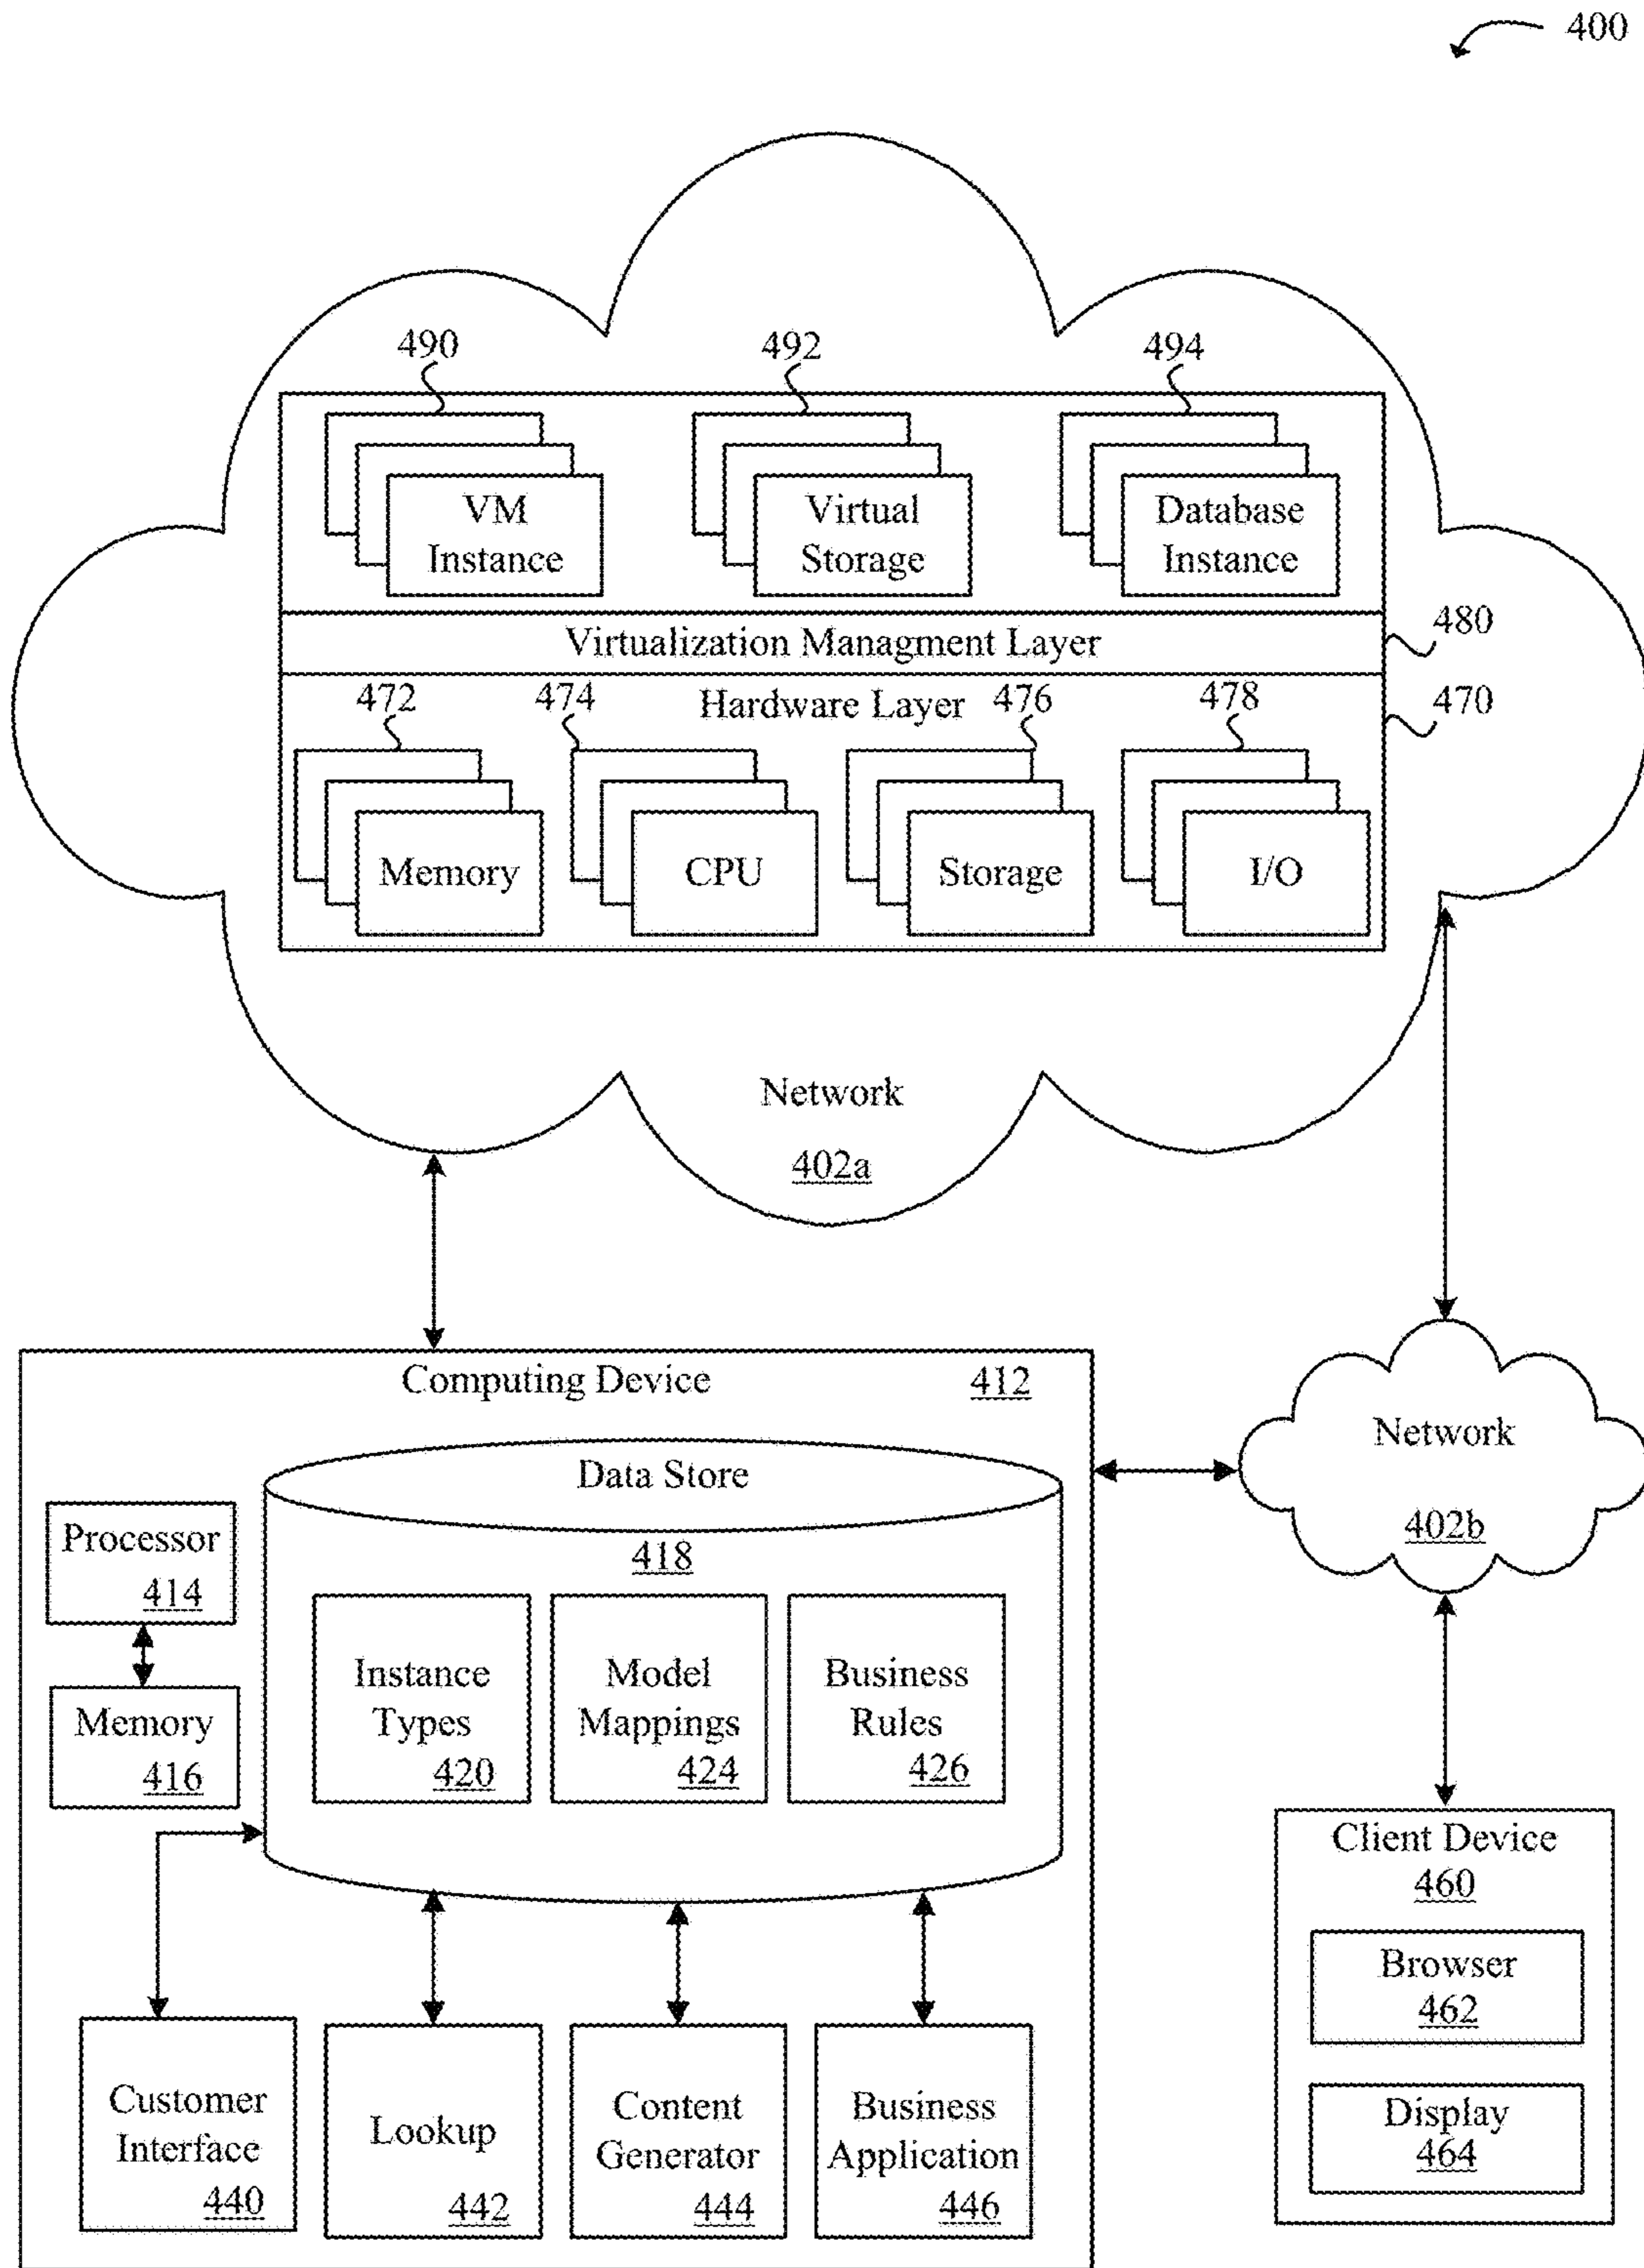 400
490
492
494
VM
Instance
Virtual
Storage
Database
Instance
Virtualization Managment Layer
480
472
474
Hardware Layer
476
478
470
Memory
CPU
Storage
I/O
Network
402a
Computing Device
412
Data Store
418
Processor
414
Memory
416
Instance
Types
420
Model
Mappings
424
Business
Rules
426
Customer
Interface
440
Lookup
442
Content
Generator
444
Business
Application
446
Network
402b
Client Device
460
Browser
462
Display
464